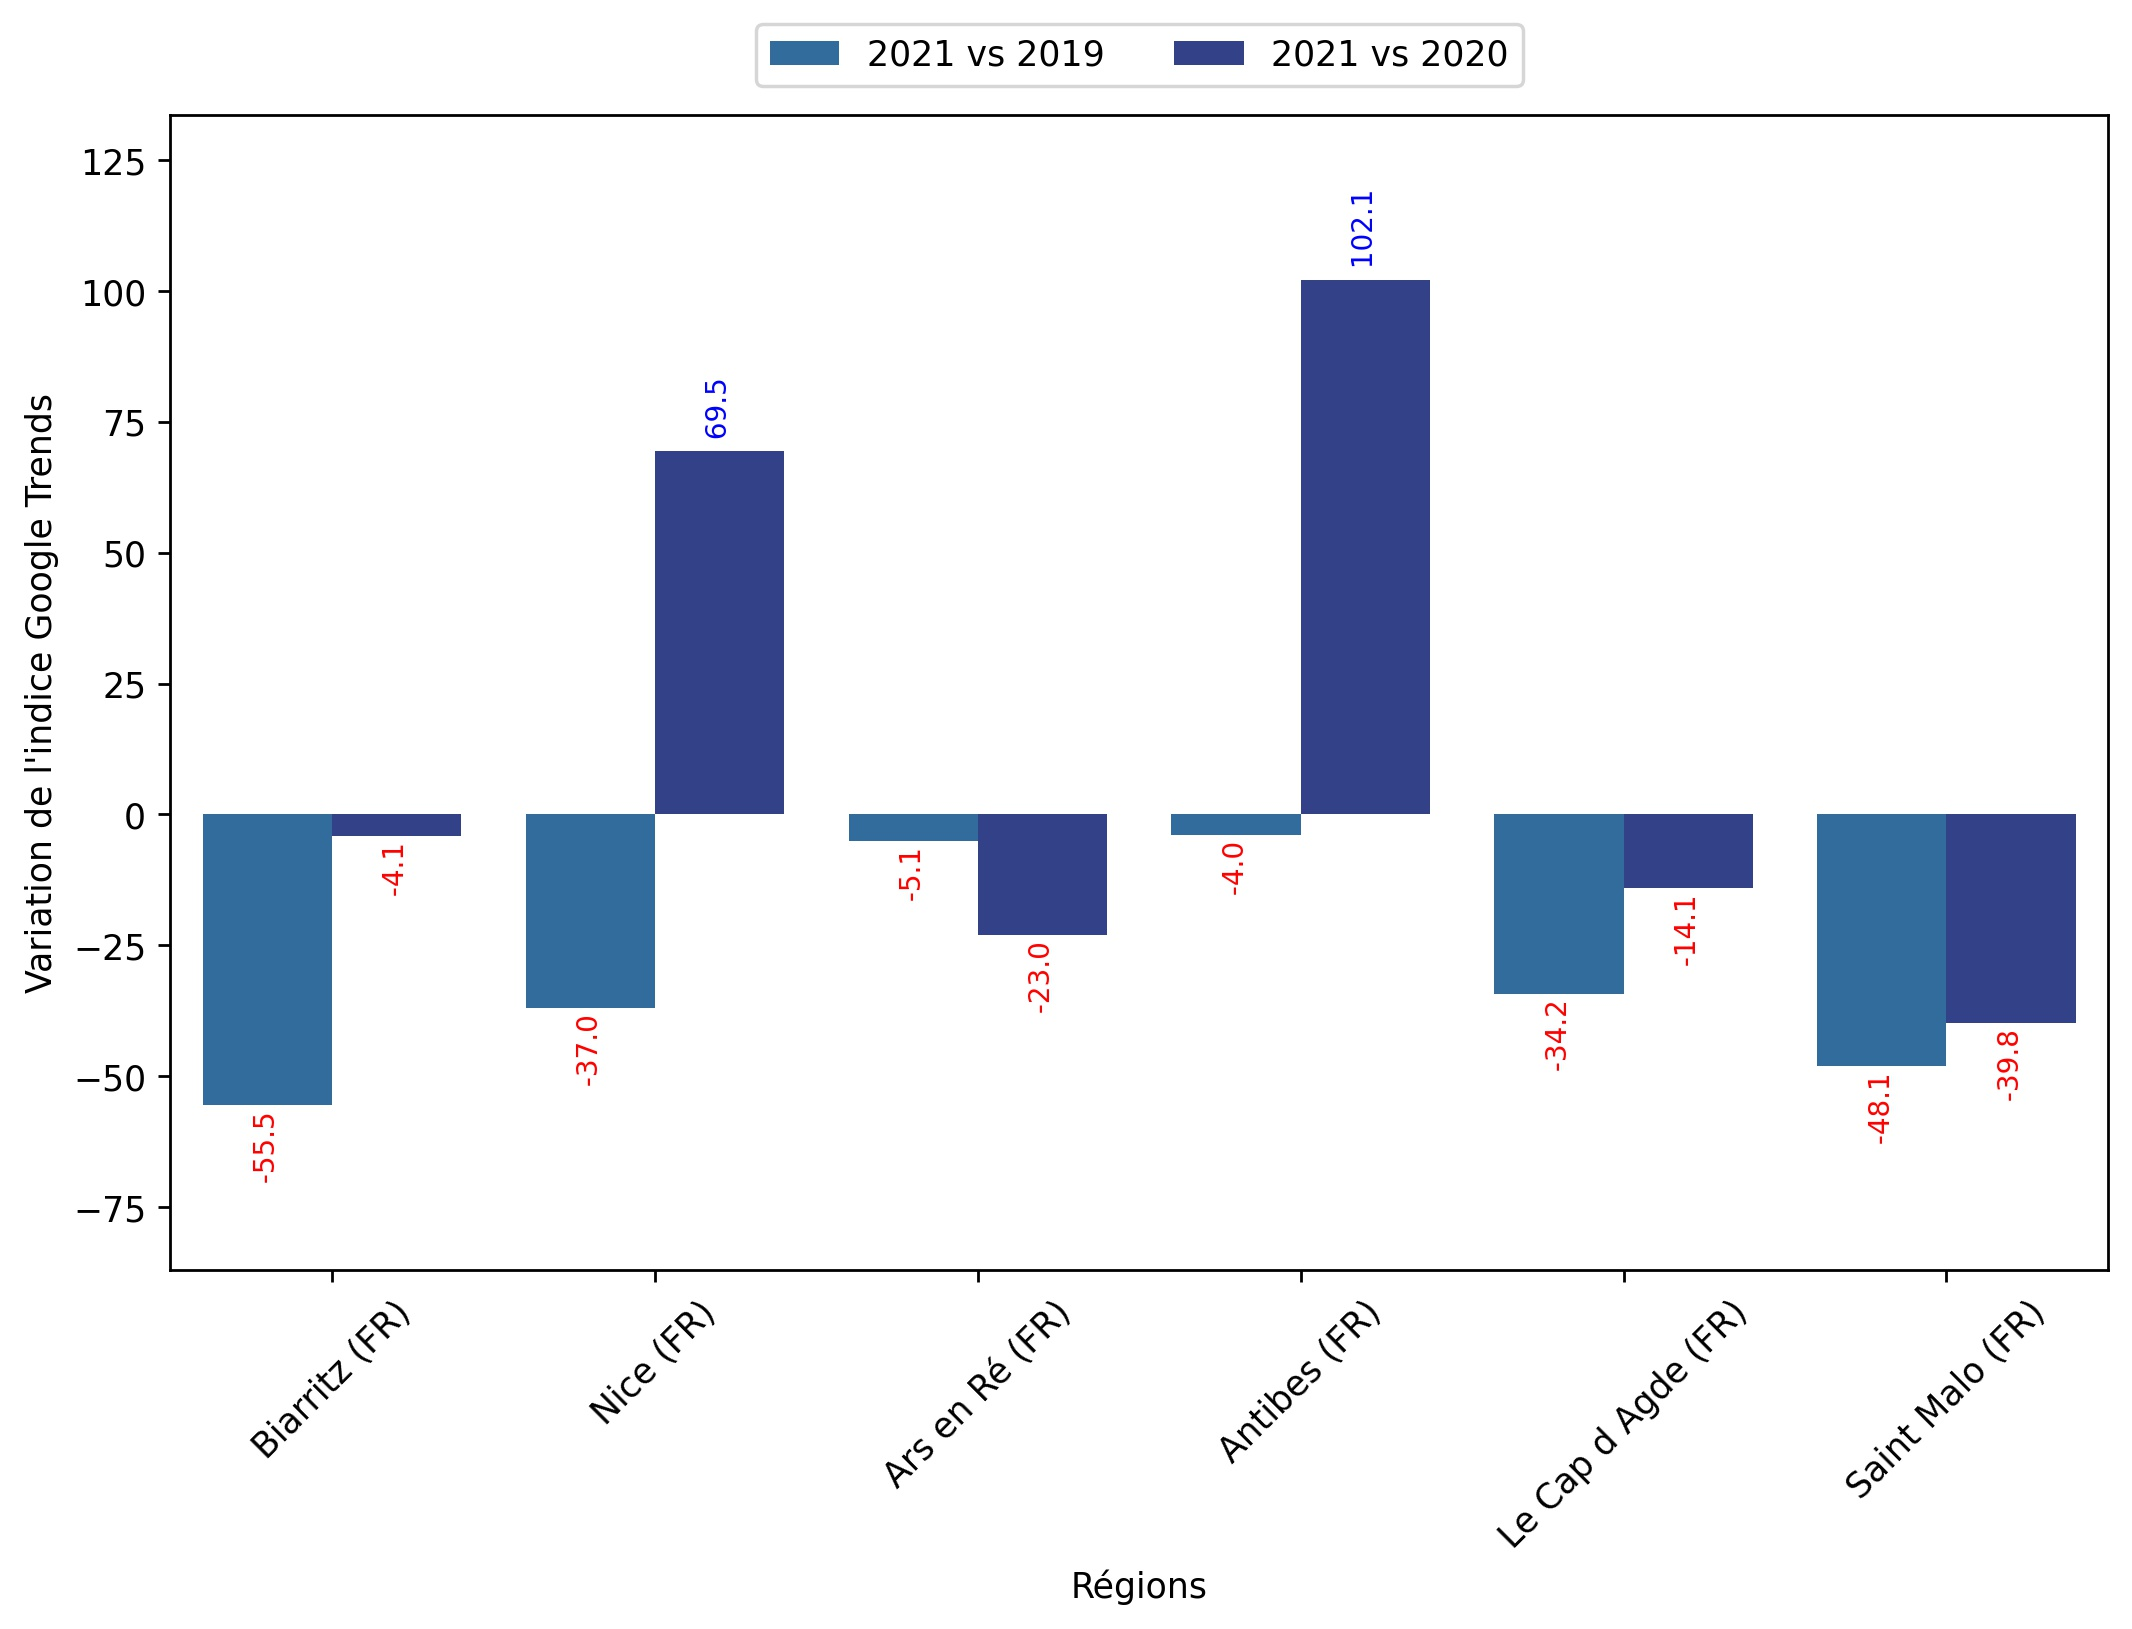 2021 vs 2019
2021 vs 2020
Variation de l'indice Google Trends
125
100
75
50
25
0
−25
−50
−75
-55.5
-4.1
-37.0
69.5
-5.1
-23.0
-4.0
102.1
-34.2
-14.1
-48.1
-39.8
Biarritz (FR)
Nice (FR)
Ars en Ré (FR)
Antibes (FR)
Le Cap d Agde (FR)
Saint Malo (FR)
Régions